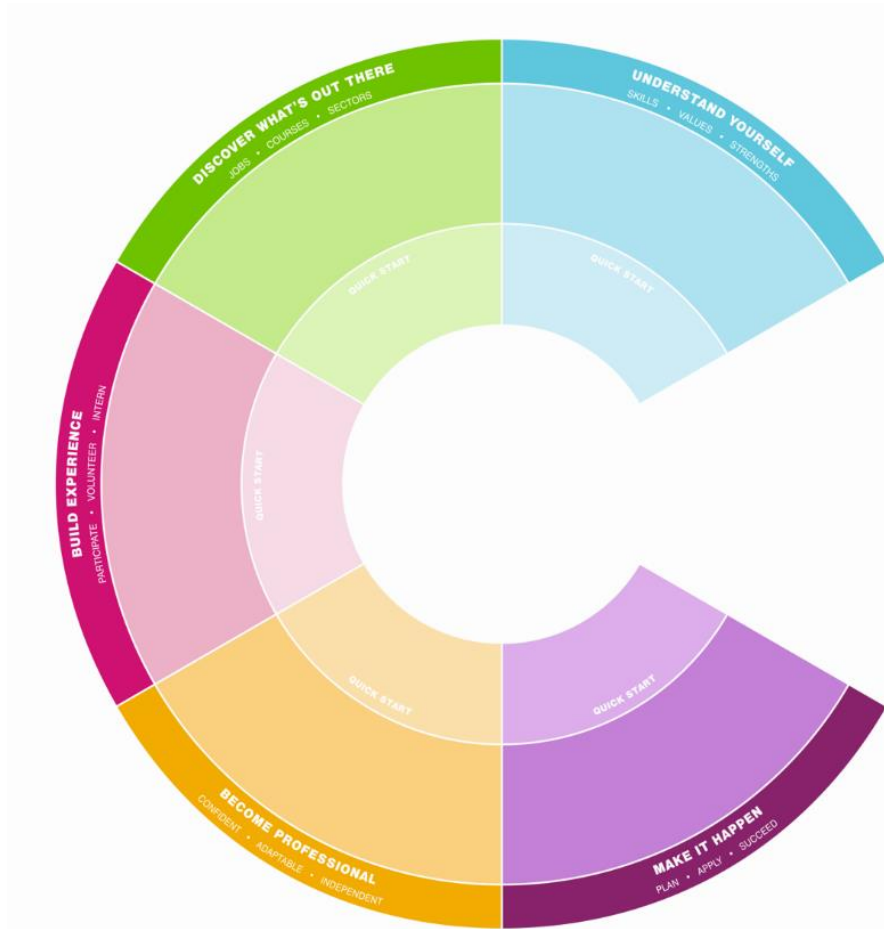 DISCOVER WHAT'S OUT THERE
JOBS • COURSES • SECTORS
QUICK START
UNDERSTAND YOURSELF
SKILLS • VALUES • STRENGTHS
QUICK START
BUILD EXPERIENCE
PARTICIPATE • VOLUNTEER • INTERN
QUICK START
BECOME PROFESSIONAL
CONFIDENT • ADAPTABLE • INDEPENDENT
QUICK START
MAKE IT HAPPEN
PLAN • APPLY • SUCCEED
QUICK START